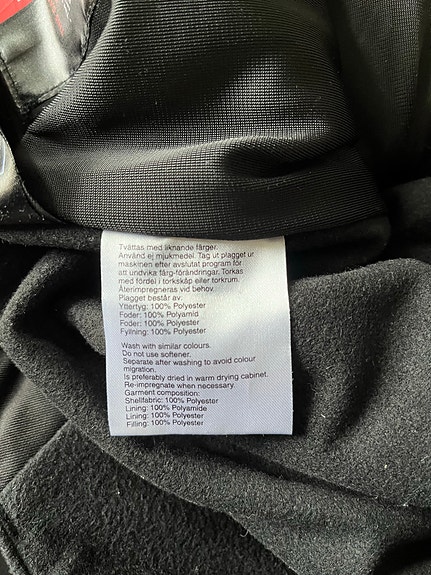 Tvättas med liknande färger.
Använd ej mjukmedel. Tag ut plagget ur
maskinen efter avslutat program för
att undvika färg-förändringar. Torkas
med fördel i torkskåp eller torkrum.
Återimpregneras vid behov.
Plagget består av:
Yttertyg: 100% Polyester
Foder: 100% Polyamid
Foder: 100% Polyester
Fyllning: 100% Polyester
Wash with similar colours.
Do not use softener.
Separate after washing to avoid colour
migration.
Is preferably dried in warm drying cabinet.
Re-impregnate when necessary.
Garment composition:
Shellfabric: 100% Polyester
Lining: 100% Polyamide
Lining: 100% Polyester
Filling: 100% Polyester